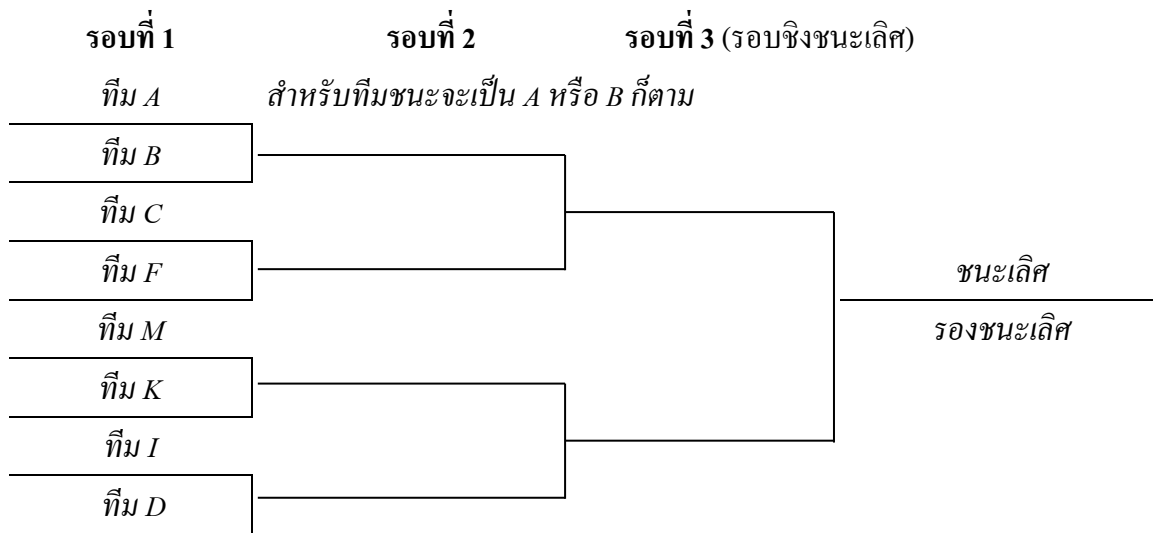 รอบที่ 1 รอบที่ 2 รอบที่ 3 (รอบชิงชนะเลิศ)
ทีม A สำหรับทีมชนะจะเป็น A หรือ B ก็ตาม
ทีม B
ทีม C
ทีม F
ชนะเลิศ
ทีม M
รองชนะเลิศ
ทีม K
ทีม I
ทีม D